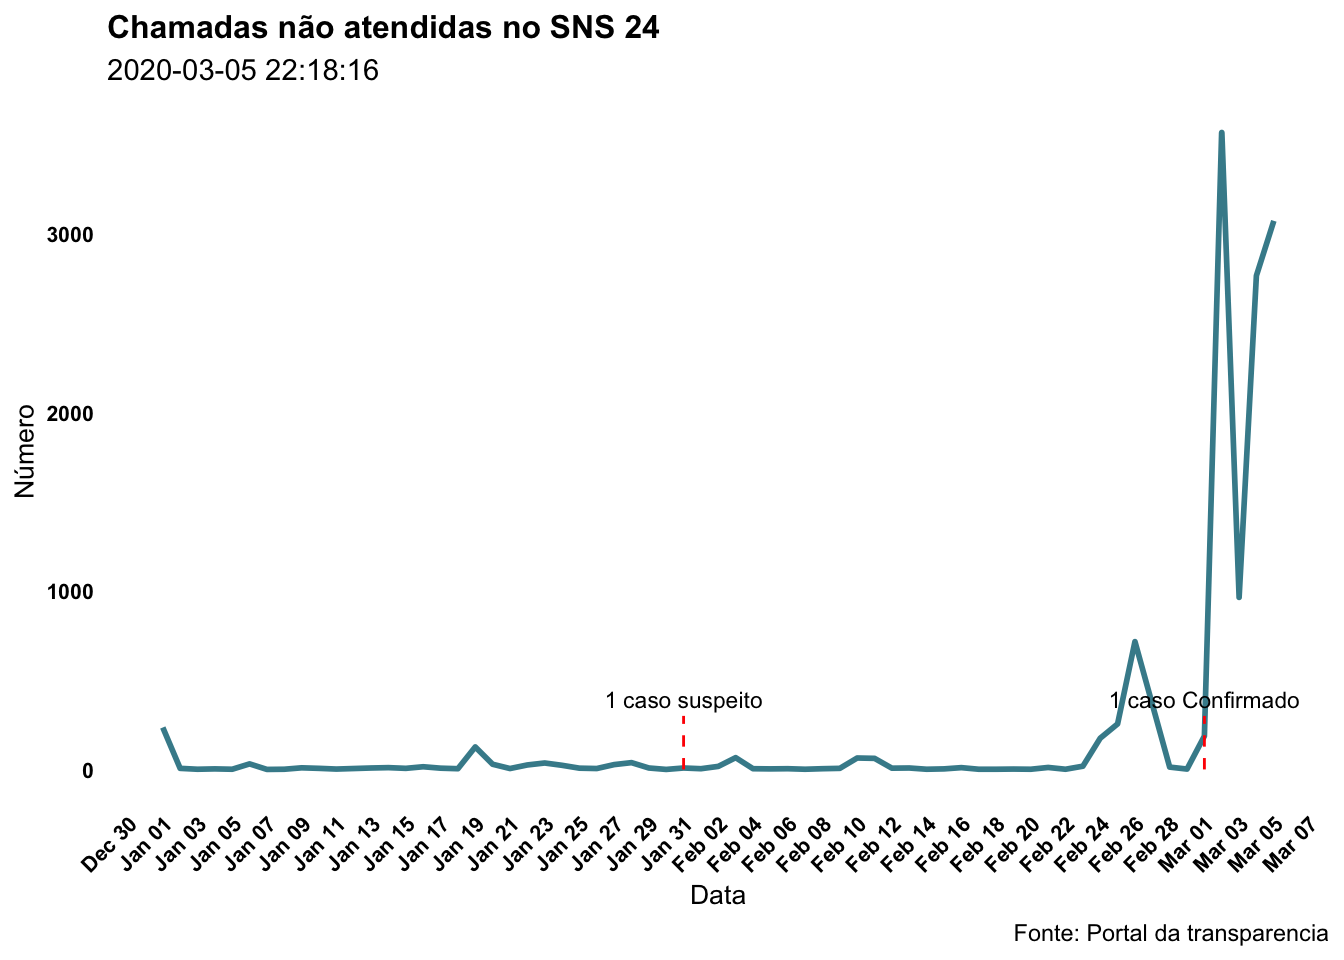 Chamadas não atendidas no SNS 24
2020-03-05 22:18:16
Número
3000
2000
1000
0
1 caso suspeito
1 caso Confirmado
Dec 30
Jan 01
Jan 03
Jan 05
Jan 07
Jan 09
Jan 11
Jan 13
Jan 15
Jan 17
Jan 19
Jan 21
Jan 23
Jan 25
Jan 27
Jan 29
Jan 31
Feb 02
Feb 04
Feb 06
Feb 08
Feb 10
Feb 12
Feb 14
Feb 16
Feb 18
Feb 20
Feb 22
Feb 24
Feb 26
Feb 28
Mar 01
Mar 03
Mar 05
Mar 07
Data
Fonte: Portal da transparencia